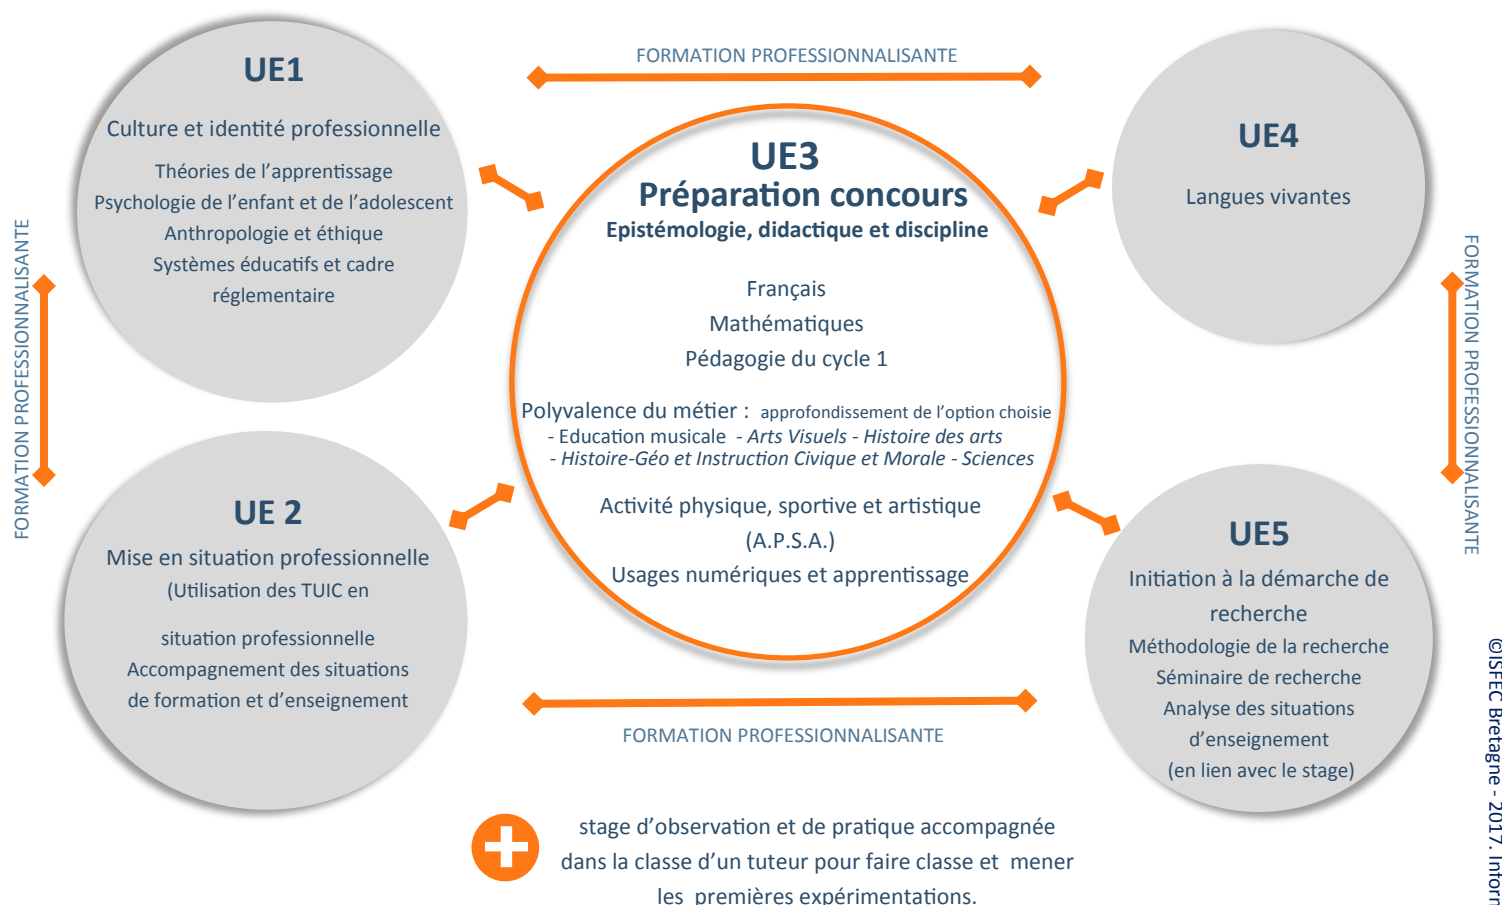 FORMATION PROFESSIONNALISANTE
UE1
Culture et identité professionnelle
Théories de l'apprentissage
Psychologie de l'enfant et de l'adolescent
Anthropologie et éthique
Systèmes éducatifs et cadre
réglementaire
FORMATION PROFESSIONNALISANTE
UE 2
Mise en situation professionnelle
(Utilisation des TUIC en
situation professionnelle
Accompagnement des situations
de formation et d'enseignement
UE3
Préparation concours
Epistémologie, didactique et discipline
Français
Mathématiques
Pédagogie du cycle 1
Polyvalence du métier : approfondissement de l'option choisie
- Education musicale - Arts Visuels - Histoire des arts
- Histoire-Géo et Instruction Civique et Morale - Sciences
Activité physique, sportive et artistique
(A.P.S.A.)
Usages numériques et apprentissage
UE4
Langues vivantes
FORMATION PROFESSIONNALISANTE
UE5
Initiation à la démarche de
recherche
Méthodologie de la recherche
Séminaire de recherche
Analyse des situations
d'enseignement
(en lien avec le stage)
FORMATION PROFESSIONNALISANTE
stage d'observation et de pratique accompagnée
dans la classe d'un tuteur pour faire classe et mener
les premières expérimentations.
©ISFEC Bretagne - 2017.